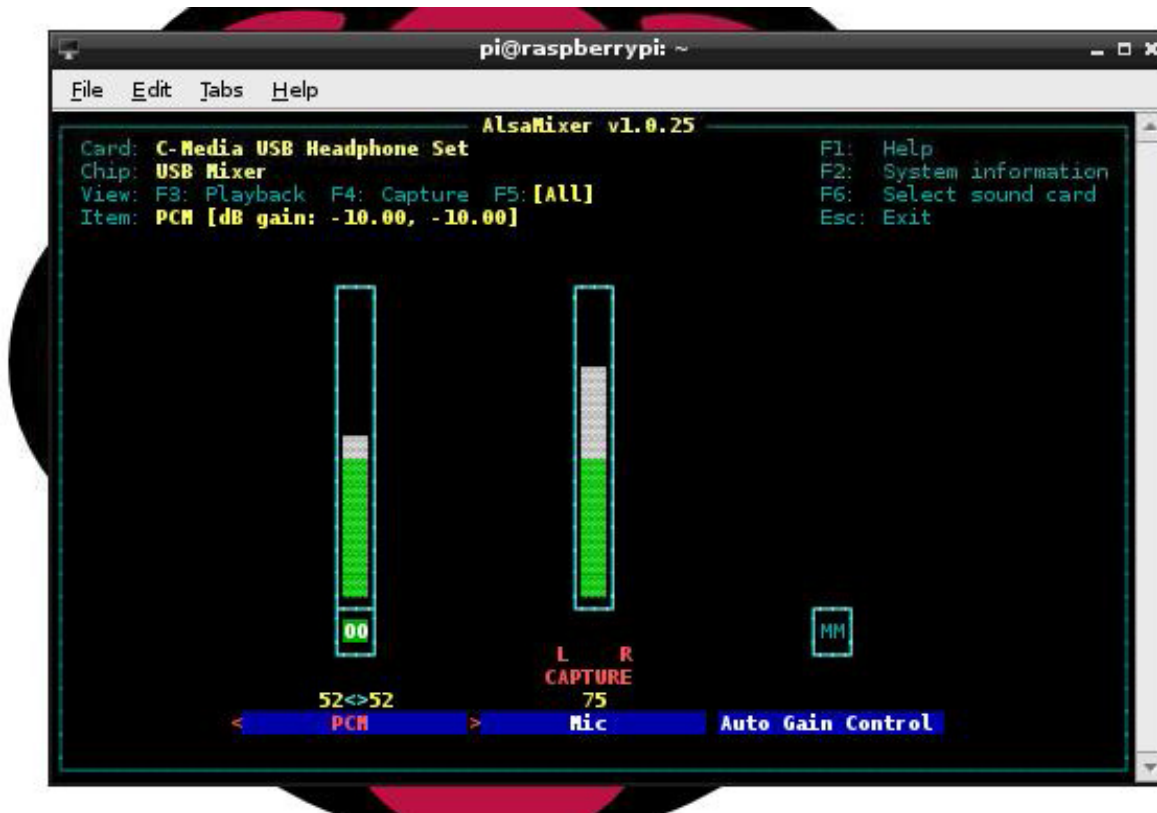 pi@raspberrypi: ~
File Edit Tabs Help
AlsaMixer v1.0.25
Card: C-Media USB Headphone Set F1: Help
Chip: USB Mixer F2: System information
View: F3: Playback F4: Capture F5:[All] F6: Select sound card
Item: PCM [dB gain: -10.00, -10.00] Esc: Exit
00 MM
L R
CAPTURE
52<>52 75
< PCM > Mic Auto Gain Control